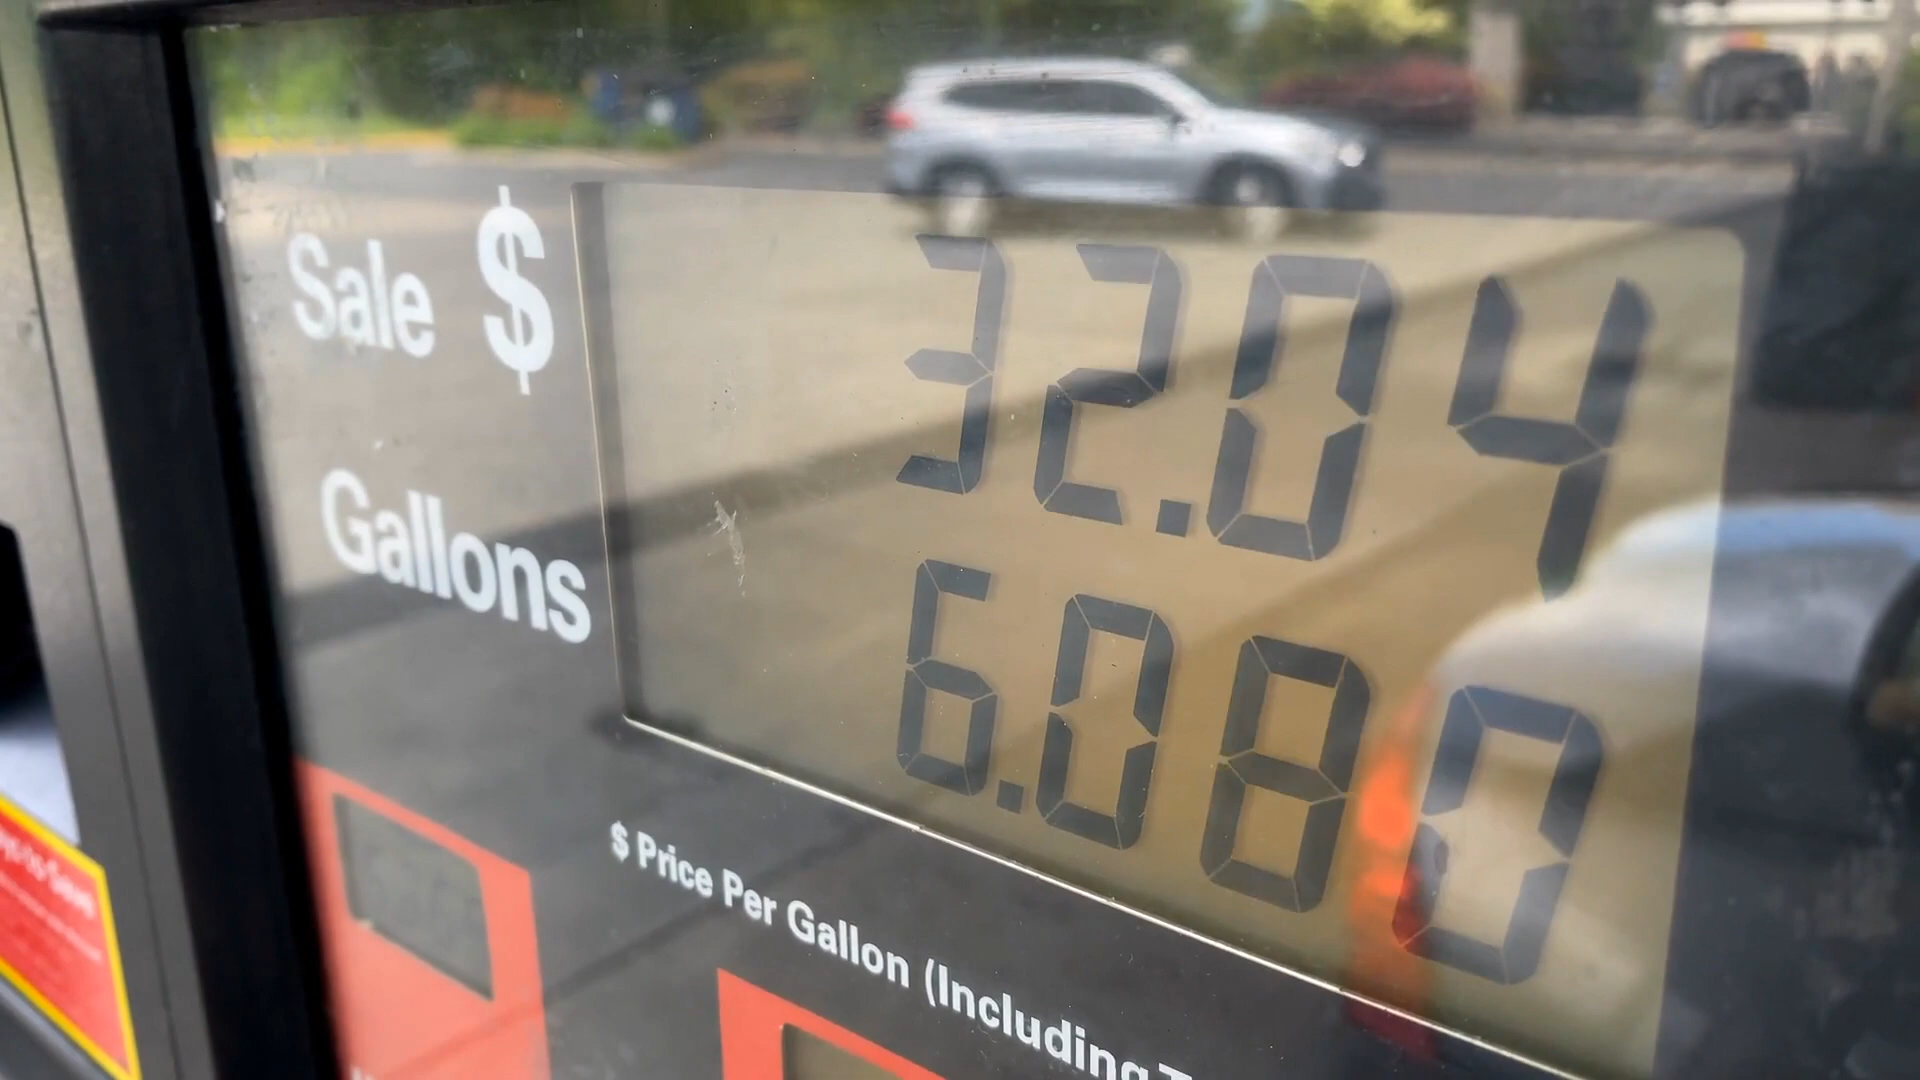 Sale $ 32.04
Gallons 6.080
$ Price Per Gallon (Including